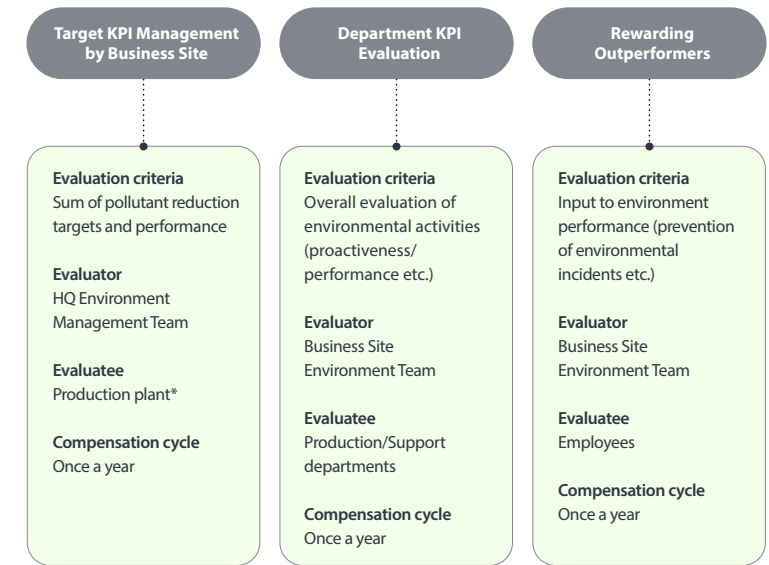 Target KPI Management
by Business Site
Evaluation criteria
Sum of pollutant reduction
targets and performance
Evaluator
HQ Environment
Management Team
Evaluatee
Production plant*
Compensation cycle
Once a year
Department KPI
Evaluation
Evaluation criteria
Overall evaluation of
environmental activities
(proactiveness/
performance etc.)
Evaluator
Business Site
Environment Team
Evaluatee
Production/Support
departments
Compensation cycle
Once a year
Rewarding
Outperformers
Evaluation criteria
Input to environment
performance (prevention
of environmental
incidents etc.)
Evaluator
Business Site
Environment Team
Evaluatee
Employees
Compensation cycle
Once a year